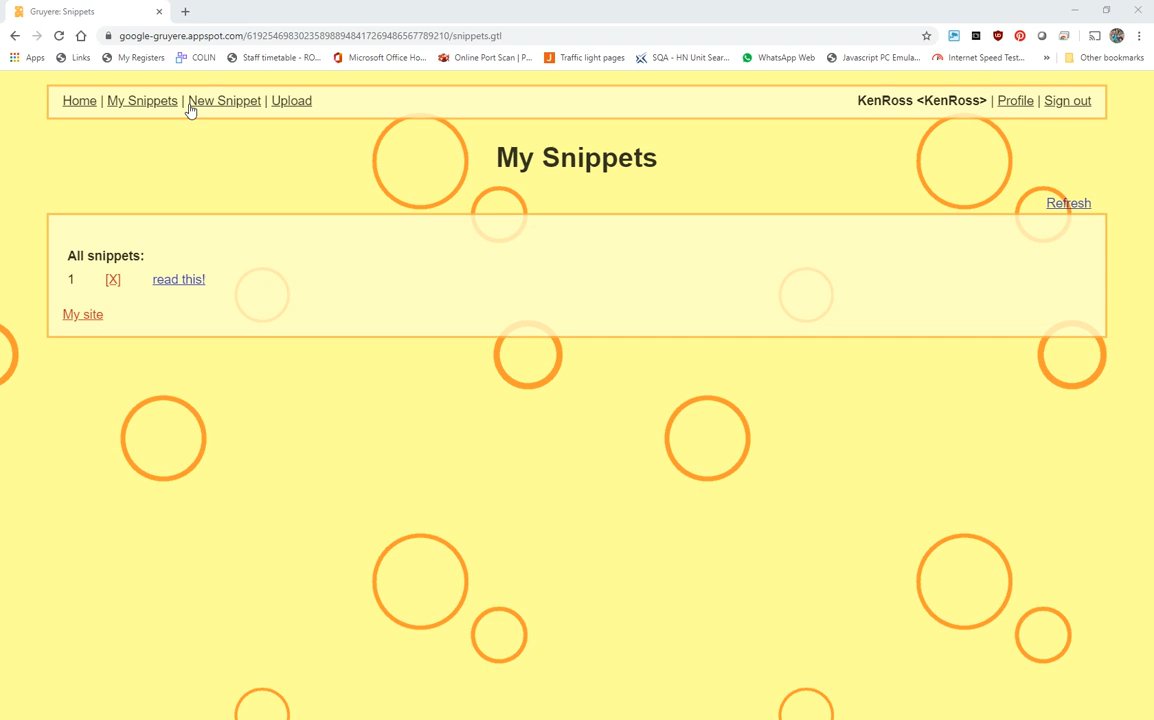 Gruyere: Snippets
google-gruyere.appspot.com/619254698302358988948417269486567789210/snippets.gtl
Apps Links My Registers COLIN Staff timetable - RO... Microsoft Office Ho... Online Port Scan | P... Traffic light pages SQA - HN Unit Sear... WhatsApp Web Javascript PC Emula... Internet Speed Test... » Other bookmarks
Home | My Snippets | New Snippet | Upload KenRoss <KenRoss> | Profile | Sign out
My Snippets
Refresh
All snippets:
1 [X] read this!
My site